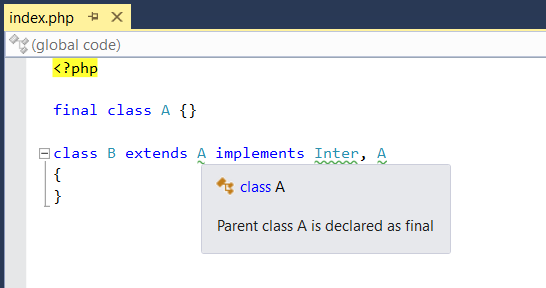 index.php
(global code)
<?php
final class A {}
class B extends A implements Inter, A
{
}
class A
Parent class A is declared as final